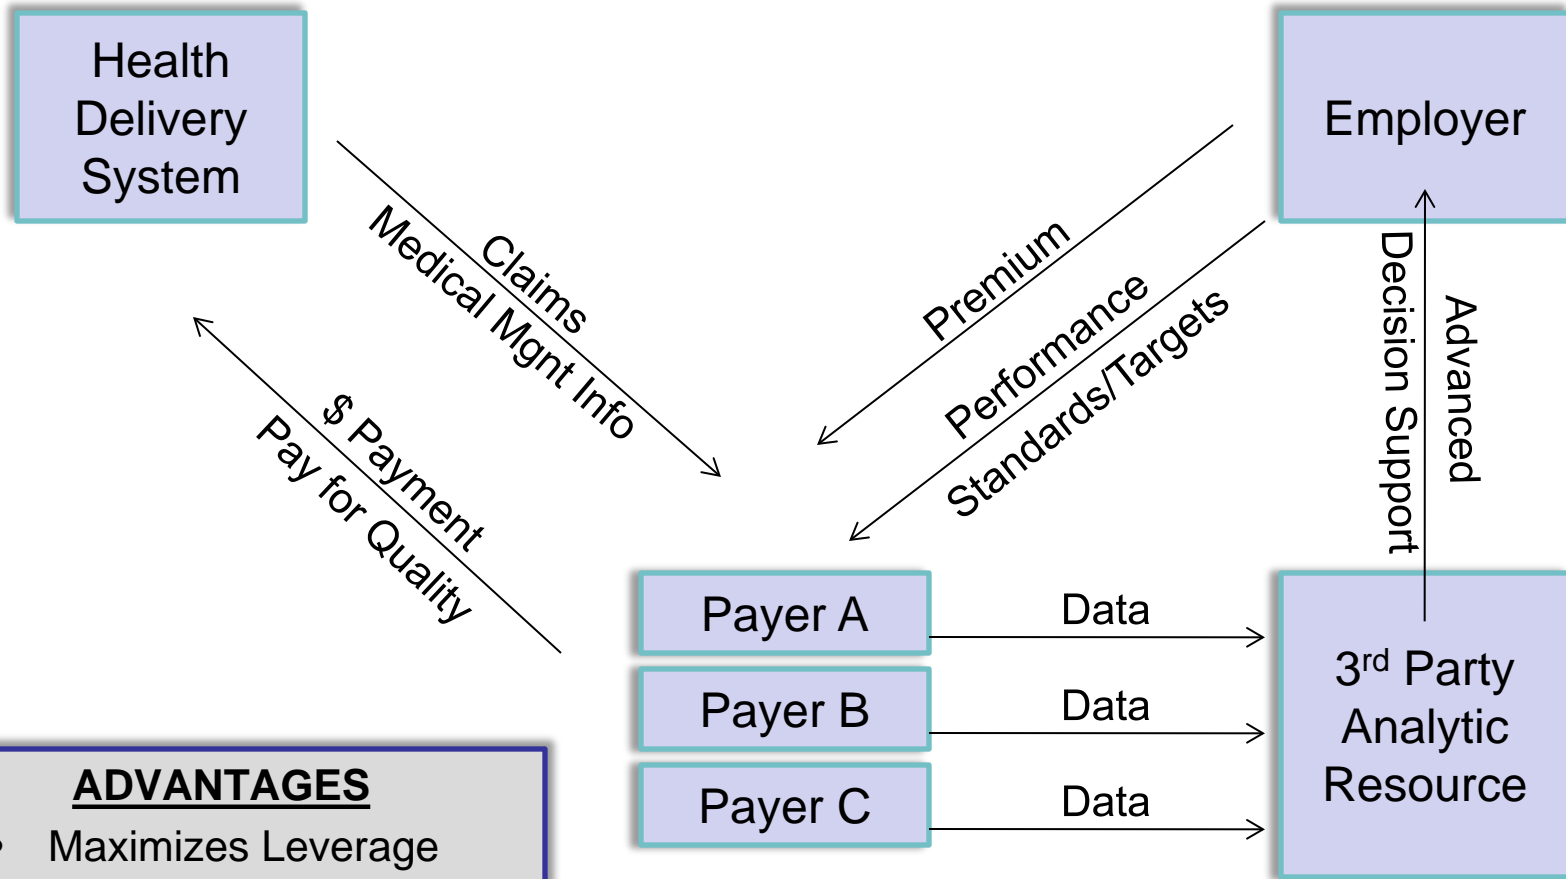 Health
Delivery
System
Employer
Claims
Medical Mgnt Info
Premium
Performance
Standards/Targets
Advanced
Decision Support
$ Payment
Pay for Quality
Payer A
Data
Payer B
Data
Payer C
Data
3rd Party
Analytic
Resource
ADVANTAGES
• Maximizes Leverage